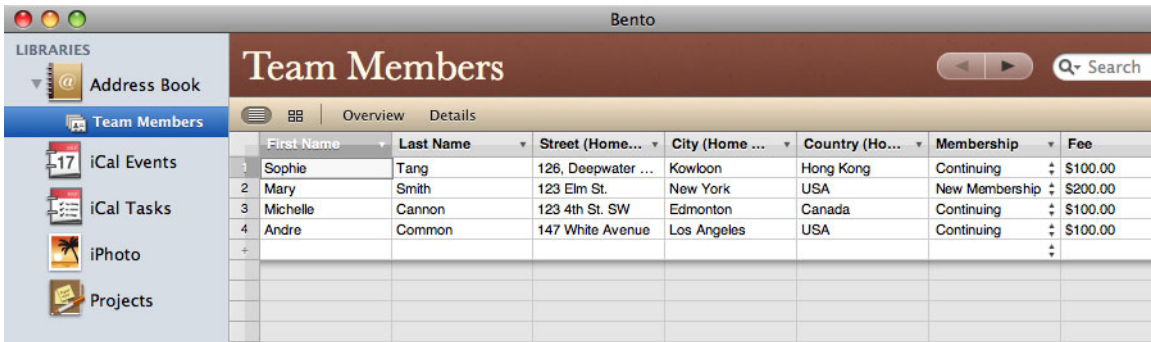 Bento
LIBRARIES
Address Book
Team Members
17 iCal Events
iCal Tasks
iPhoto
Projects
Team Members
Search
Overview Details
First Name Last Name Street (Home... City (Home ... Country (Ho... Membership Fee
1 Sophie Tang 126, Deepwater ... Kowloon Hong Kong Continuing $100.00
2 Mary Smith 123 Elm St. New York USA New Membership $200.00
3 Michelle Cannon 123 4th St. SW Edmonton Canada Continuing $100.00
4 Andre Common 147 White Avenue Los Angeles USA Continuing $100.00
+